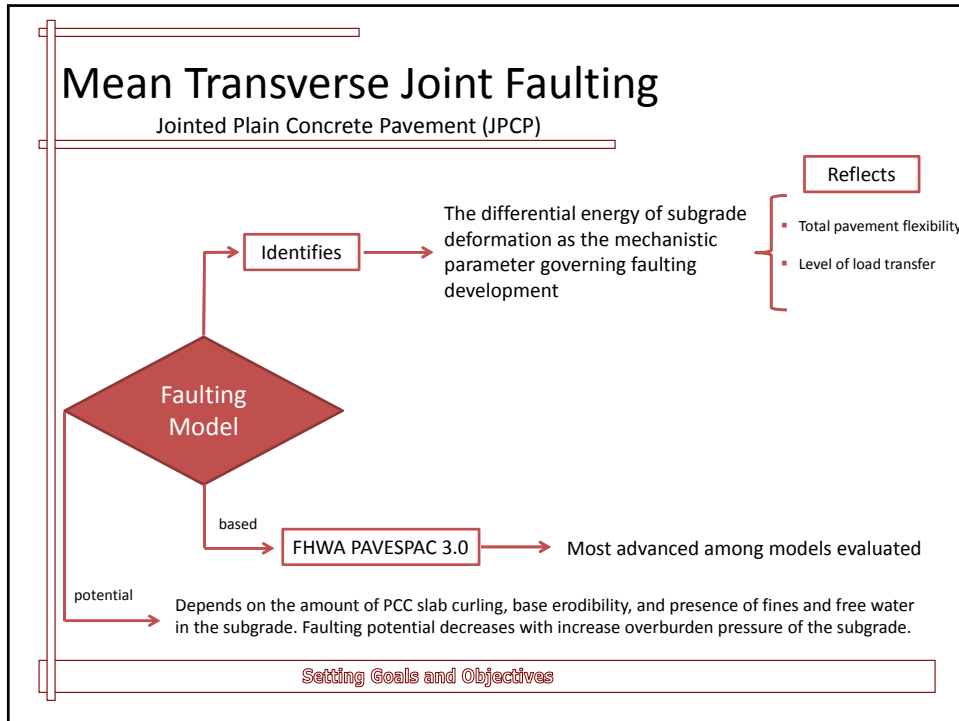 Mean Transverse Joint Faulting
Jointed Plain Concrete Pavement (JPCP)
Reflects
Identifies
The differential energy of subgrade
deformation as the mechanistic
parameter governing faulting
development
▪ Total pavement flexibility
▪ Level of load transfer
Faulting
Model
based
FHWA PAVESPAC 3.0
Most advanced among models evaluated
potential
Depends on the amount of PCC slab curling, base erodibility, and presence of fines and free water
in the subgrade. Faulting potential decreases with increase overburden pressure of the subgrade.
Setting Goals and Objectives